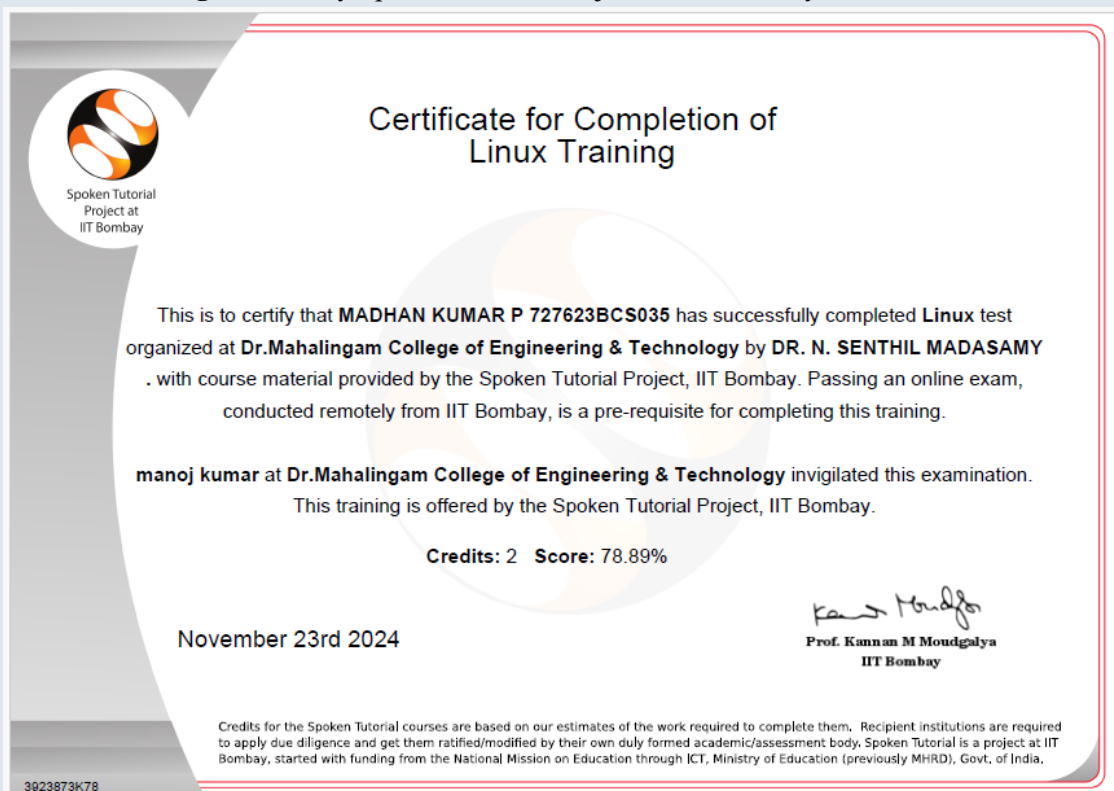 Certificate for Completion of
Linux Training
Spoken Tutorial
Project at
IIT Bombay
This is to certify that MADHAN KUMAR P 727623BCS035 has successfully completed Linux test
organized at Dr.Mahalingam College of Engineering & Technology by DR. N. SENTHIL MADASAMY
. with course material provided by the Spoken Tutorial Project, IIT Bombay. Passing an online exam,
conducted remotely from IIT Bombay, is a pre-requisite for completing this training.
manoj kumar at Dr.Mahalingam College of Engineering & Technology invigilated this examination.
This training is offered by the Spoken Tutorial Project, IIT Bombay.
Credits: 2 Score: 78.89%
November 23rd 2024
Prof. Kannan M Moudgalya
IIT Bombay
Credits for the Spoken Tutorial courses are based on our estimates of the work required to complete them. Recipient institutions are required
to apply due diligence and get them ratified/modified by their own duly formed academic/assessment body. Spoken Tutorial is a project at IIT
Bombay, started with funding from the National Mission on Education through ICT, Ministry of Education (previously MHRD), Govt. of India.
3923873K78